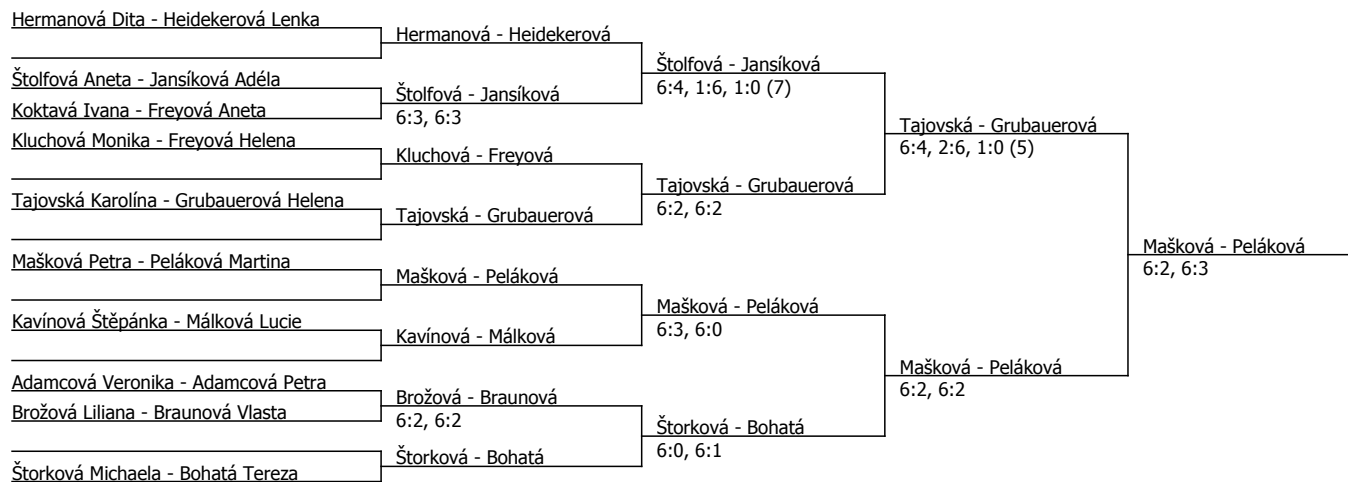 Hermanová Dita - Heidekerová Lenka
Štolfová Aneta - Jansíková Adéla
Koktavá Ivana - Freyová Aneta
Kluchová Monika - Freyová Helena
Tajovská Karolína - Grubauerová Helena
Mašková Petra - Peláková Martina
Kavínová Štěpánka - Málková Lucie
Adamcová Veronika - Adamcová Petra
Brožová Liliana - Braunová Vlasta
Štorková Michaela - Bohatá Tereza
Hermanová - Heidekerová
Štolfová - Jansíková
6:3, 6:3
Kluchová - Freyová
Tajovská - Grubauerová
Mašková - Peláková
Kavínová - Málková
Brožová - Braunová
6:2, 6:2
Štorková - Bohatá
Štolfová - Jansíková
6:4, 1:6, 1:0 (7)
Tajovská - Grubauerová
6:2, 6:2
Mašková - Peláková
6:3, 6:0
Štorková - Bohatá
6:0, 6:1
Tajovská - Grubauerová
6:4, 2:6, 1:0 (5)
Mašková - Peláková
6:2, 6:2
Mašková - Peláková
6:2, 6:3